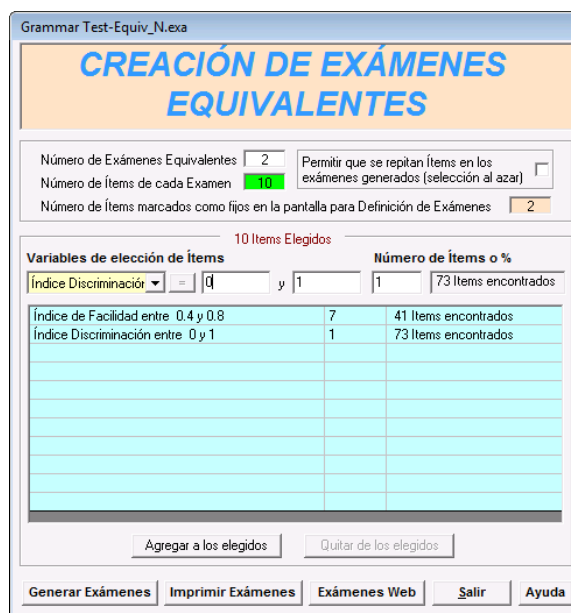 Grammar Test-Equiv_N.exa
CREACIÓN DE EXÁMENES
EQUIVALENTES
Número de Exámenes Equivalentes 2
Número de Ítems de cada Examen 10
Permitir que se repitan Ítems en los
exámenes generados (selección al azar)
Número de Ítems marcados como fijos en la pantalla para Definición de Exámenes 2
10 Items Elegidos
Variables de elección de Ítems Número de Ítems o %
Índice Discriminación = 0 y 1 1 73 Items encontrados
Índice de Facilidad entre 0.4 y 0.8 7 41 Items encontrados
Índice Discriminación entre 0 y 1 1 73 Items encontrados
Agregar a los elegidos Quitar de los elegidos
Generar Exámenes Imprimir Exámenes Exámenes Web Salir Ayuda